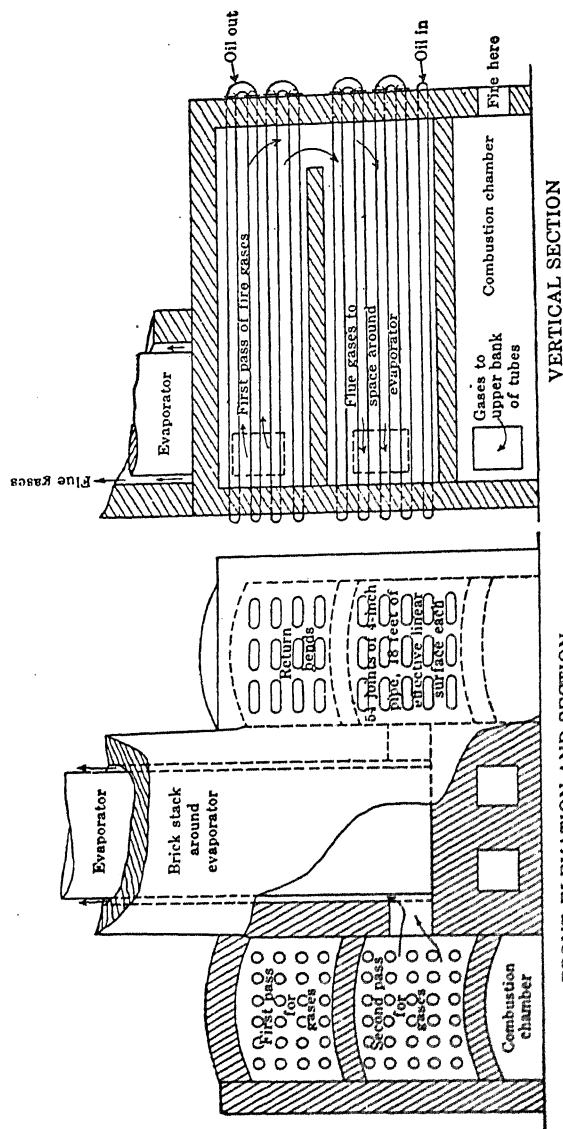 Evaporator
Brick stack
around
evaporator
First pass
for
gases
Second pass
for
gases
Combustion
chamber
Return
bends
54 joints of 4-inch
pipe, 18 feet of
effective linear
surface each
FRONT ELEVATION AND SECTION
Flue gases
Evaporator
Oil out
First pass of fire gases
Flue gases to
space around
evaporator
Oil in
Fire here
Combustion chamber
Gases to
upper bank
of tubes
VERTICAL SECTION